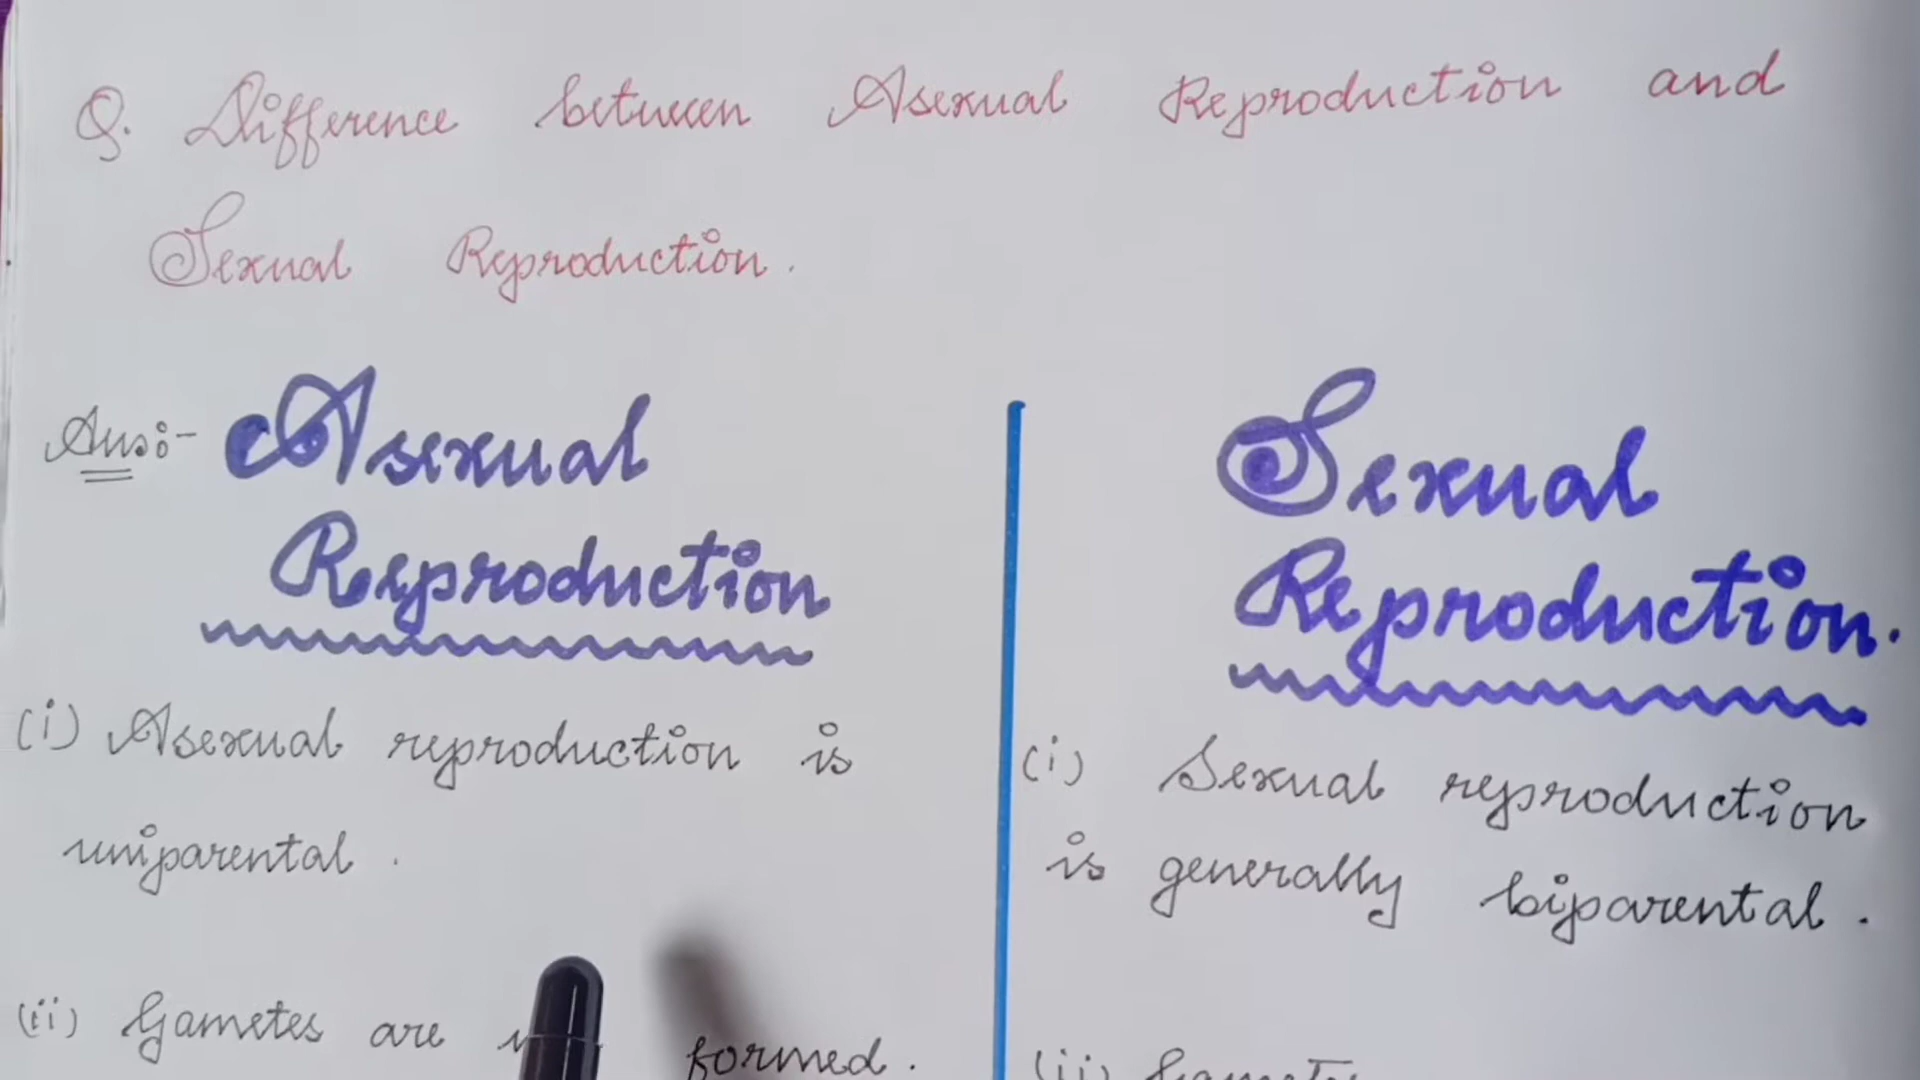 Q. Difference between Asexual Reproduction and
Sexual Reproduction.
Ans:-
Asexual
Reproduction
(i) Asexual reproduction is
uniparental.
(ii) Gametes are formed.
Sexual
Reproduction.
(i) Sexual reproduction
is generally biparental.
(ii)